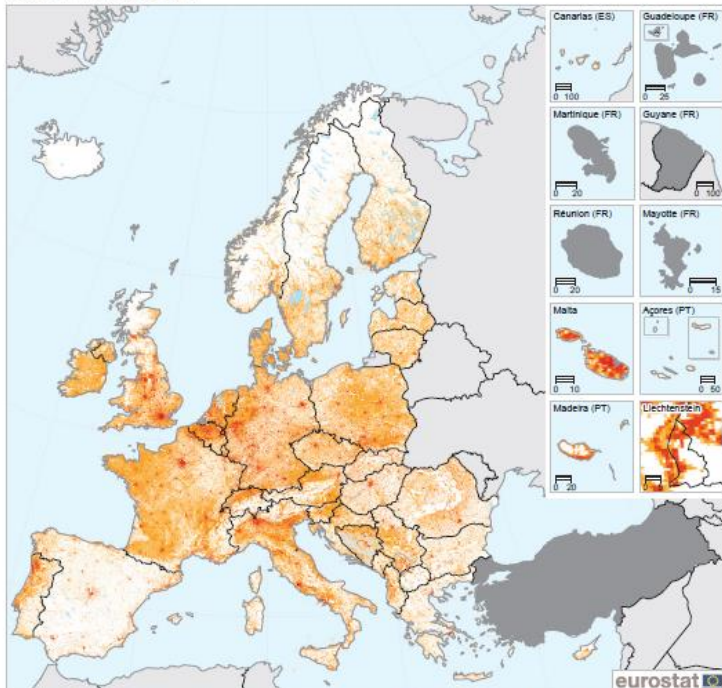 Canarias (ES)
0 100
Guadeloupe (FR)
0 25
Martinique (FR)
0 20
Guyane (FR)
0 100
Réunion (FR)
0 20
Mayotte (FR)
0 15
Malta
0 10
Açores (PT)
0 50
Madeira (PT)
0 20
Liechtenstein
eurostat